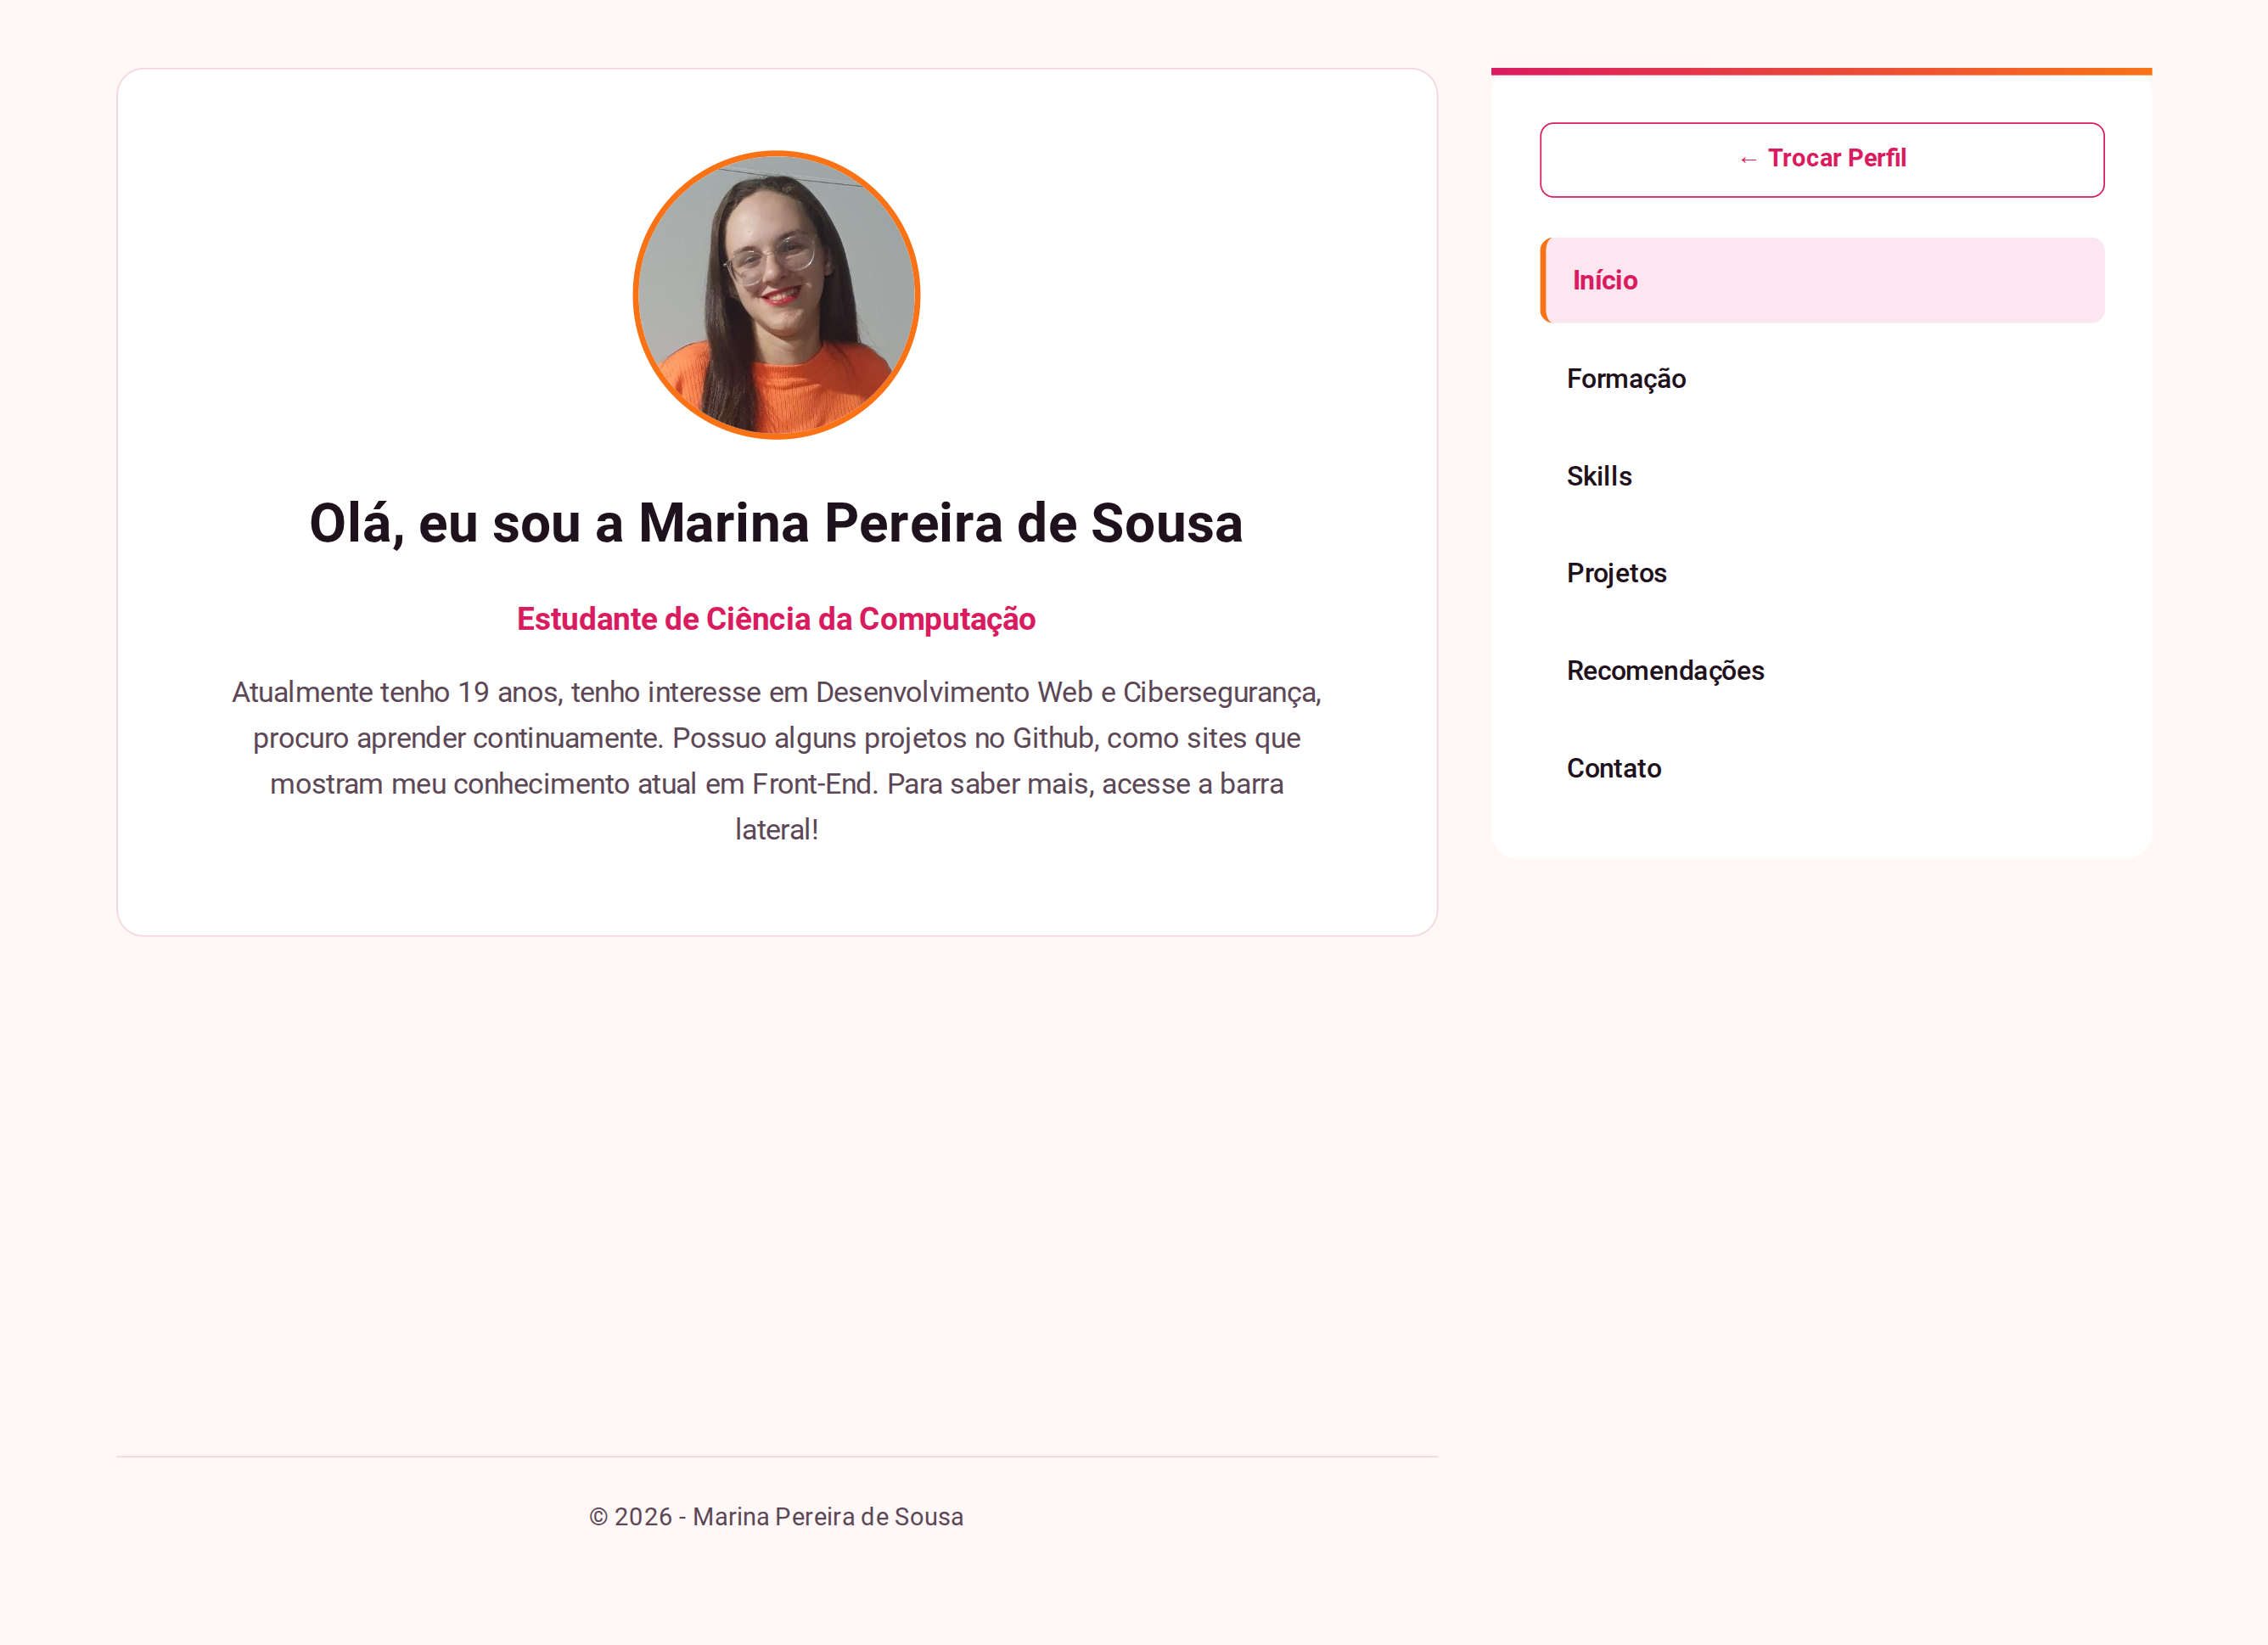 Olá, eu sou a Marina Pereira de Sousa
Estudante de Ciência da Computação
Atualmente tenho 19 anos, tenho interesse em Desenvolvimento Web e Cibersegurança,
procuro aprender continuamente. Possuo alguns projetos no Github, como sites que
mostram meu conhecimento atual em Front-End. Para saber mais, acesse a barra
lateral!
← Trocar Perfil
Início
Formação
Skills
Projetos
Recomendações
Contato
© 2026 - Marina Pereira de Sousa